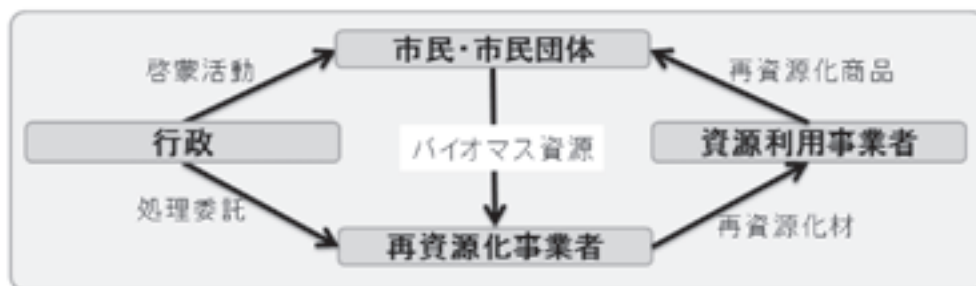 市民・市民団体
啓蒙活動
再資源化商品
行政
バイオマス資源
資源利用事業者
処理委託
再資源化材
再資源化事業者